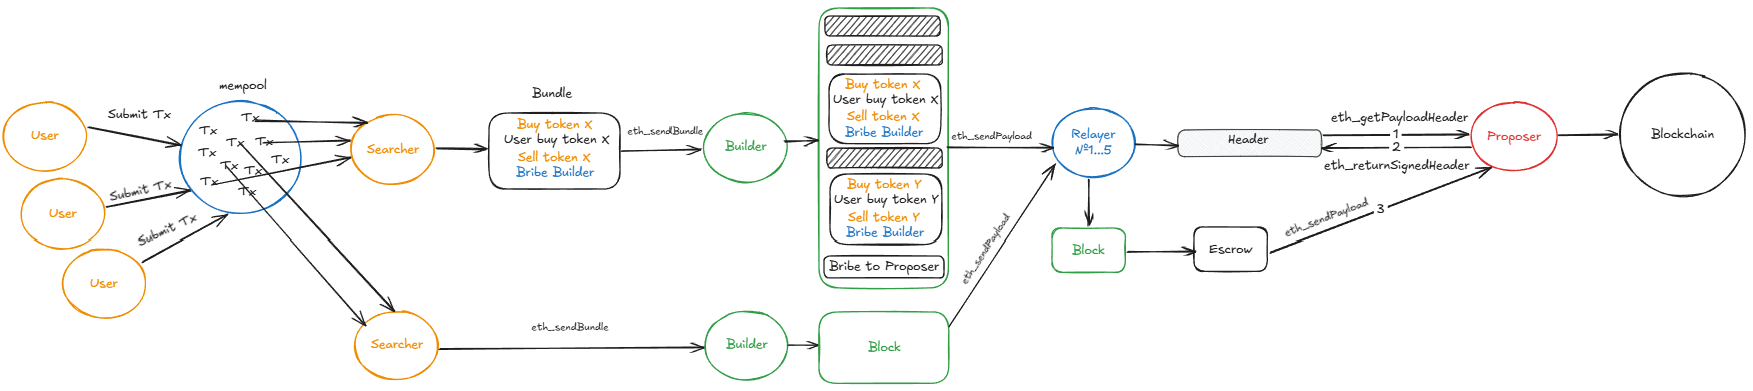 mempool
Submit Tx
User
Submit Tx
User
Submit Tx
User
Tx
Tx
Tx
Tx
Tx
Tx
Tx
Tx
Tx
Tx
Searcher
Searcher
Bundle
Buy token X
User buy token X
Sell token X
Bribe Builder
eth_sendBundle
Builder
eth_sendBundle
Builder
Buy token X
User buy token X
Sell token X
Bribe Builder
Buy token Y
User buy token Y
Sell token Y
Bribe Builder
Bribe to Proposer
Block
eth_sendPayload
eth_sendPayload
Relayer
Nº1...5
Header
Block
Escrow
eth_getPayloadHeader
1
2
eth_returnSignedHeader
eth_sendPayload 3
Proposer
Blockchain